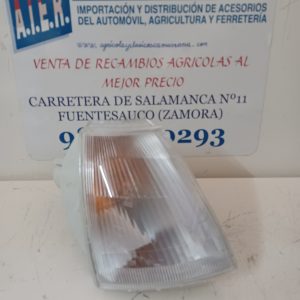 A.I.E.R.
IMPORTACIÓN Y DISTRIBUCIÓN DE ACCESORIOS
DEL AUTOMÓVIL, AGRICULTURA Y FERRETERÍA
VENTA DE RECAMBIOS AGRICOLAS AL
MEJOR PRECIO
CARRETERA DE SALAMANCA Nº11
FUENTESAUCO (ZAMORA)